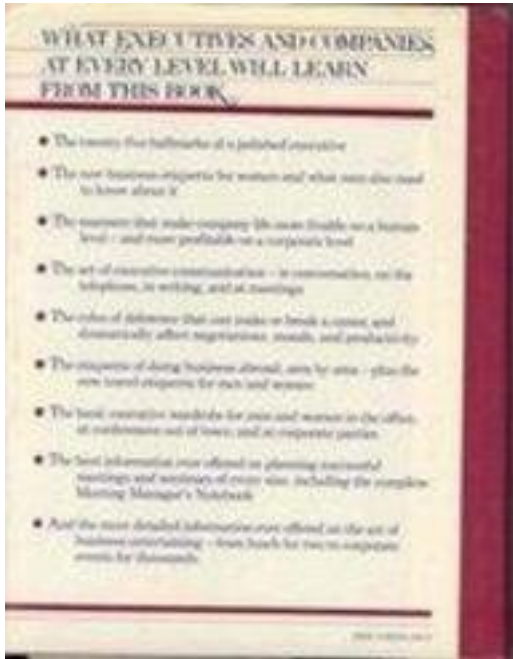 WHAT EXECUTIVES AND COMPANIES
AT EVERY LEVEL WILL LEARN
FROM THIS BOOK
• The twenty-five hallmarks of a polished executive
• The new business etiquette for women and what men also need
to know about it
• The manners that make company life more livable on a human
level – and more profitable on a corporate level
• The art of executive communication – in conversation, on the
telephone, in writing, and at meetings
• The rules of deference that can make or break a career, and
dramatically affect negotiations, morale, and productivity
• The etiquette of doing business abroad, area by area – plus the
new travel etiquette for men and women
• The basic executive wardrobe for men and women in the office,
at conferences out of town, and at corporate parties
• The best information ever offered on planning successful
meetings and seminars of every size, including the complete
Meeting Manager's Notebook
• And the most detailed information ever offered on the art of
business entertaining – from lunch for two to corporate
events for thousands